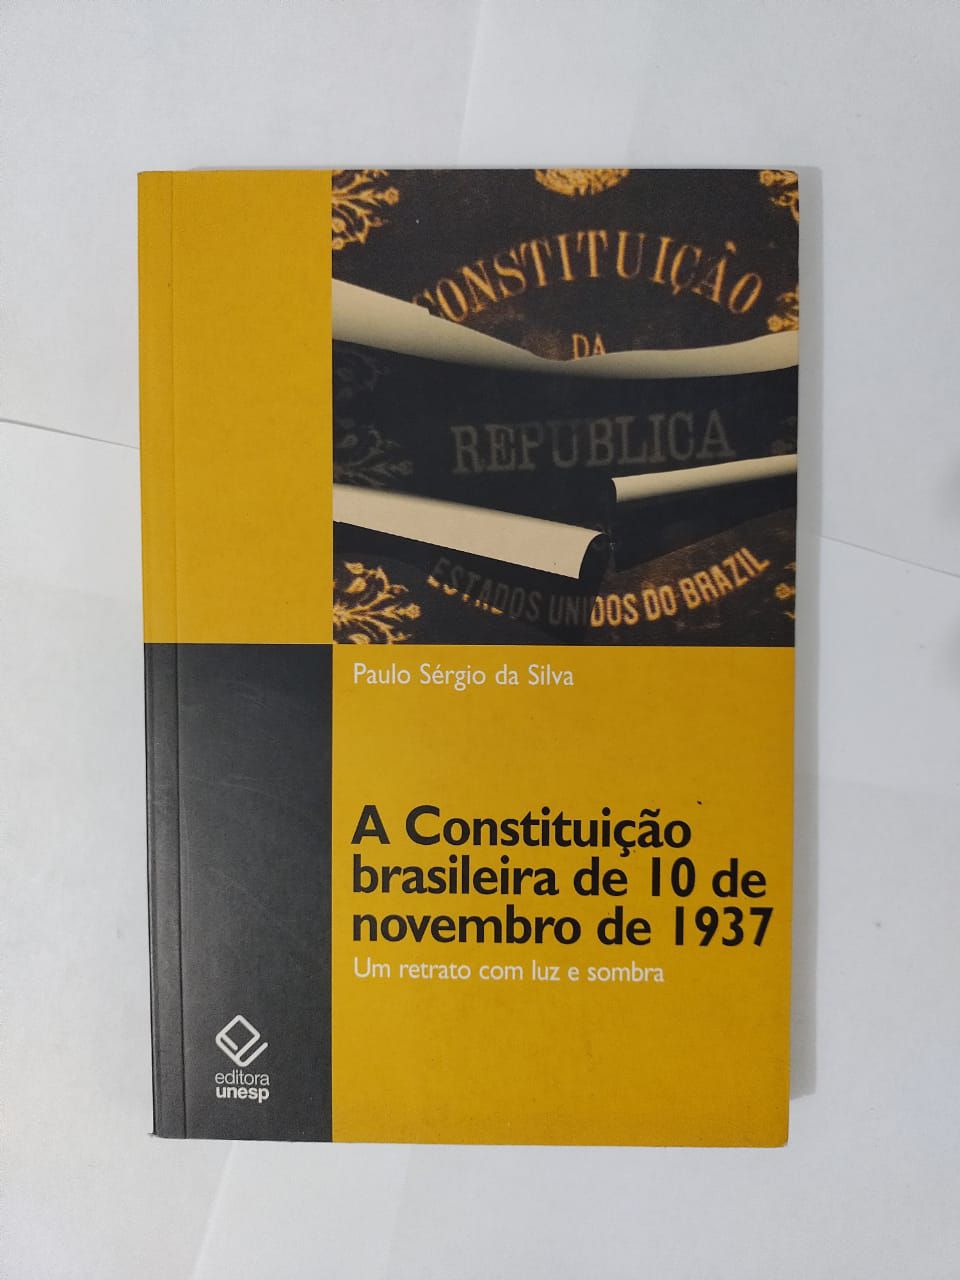 CONSTITUIÇÃO
DA
REPUBLICA
ESTADOS UNIDOS DO BRAZIL
Paulo Sérgio da Silva
A Constituição
brasileira de 10 de
novembro de 1937
Um retrato com luz e sombra
editora
unesp